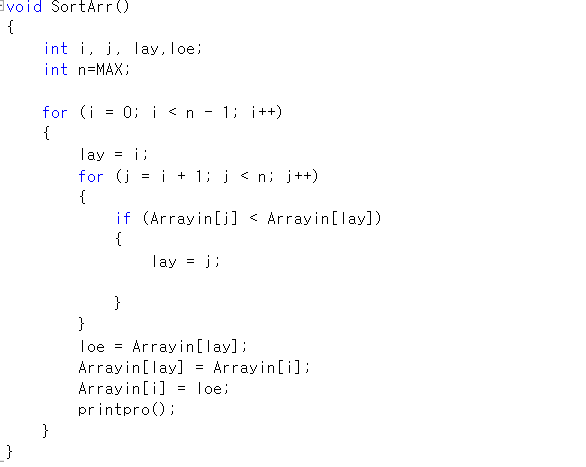 void SortArr()
{
int i, j, lay,loe;
int n=MAX;
for (i = 0; i < n - 1; i++)
{
lay = i;
for (j = i + 1; j < n; j++)
{
if (Arrayin[j] < Arrayin[lay])
{
lay = j;
}
}
loe = Arrayin[lay];
Arrayin[lay] = Arrayin[i];
Arrayin[i] = loe;
printpro();
}
}